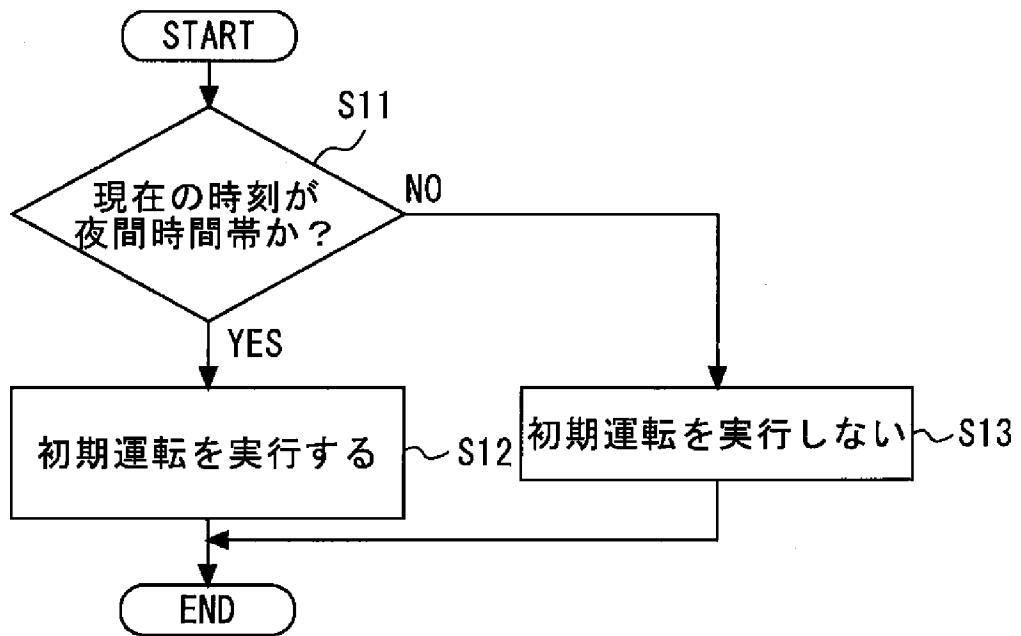 START
S11
現在の時刻が
夜間時間帯か？
NO
YES
初期運転を実行する
S12
初期運転を実行しない
S13
END